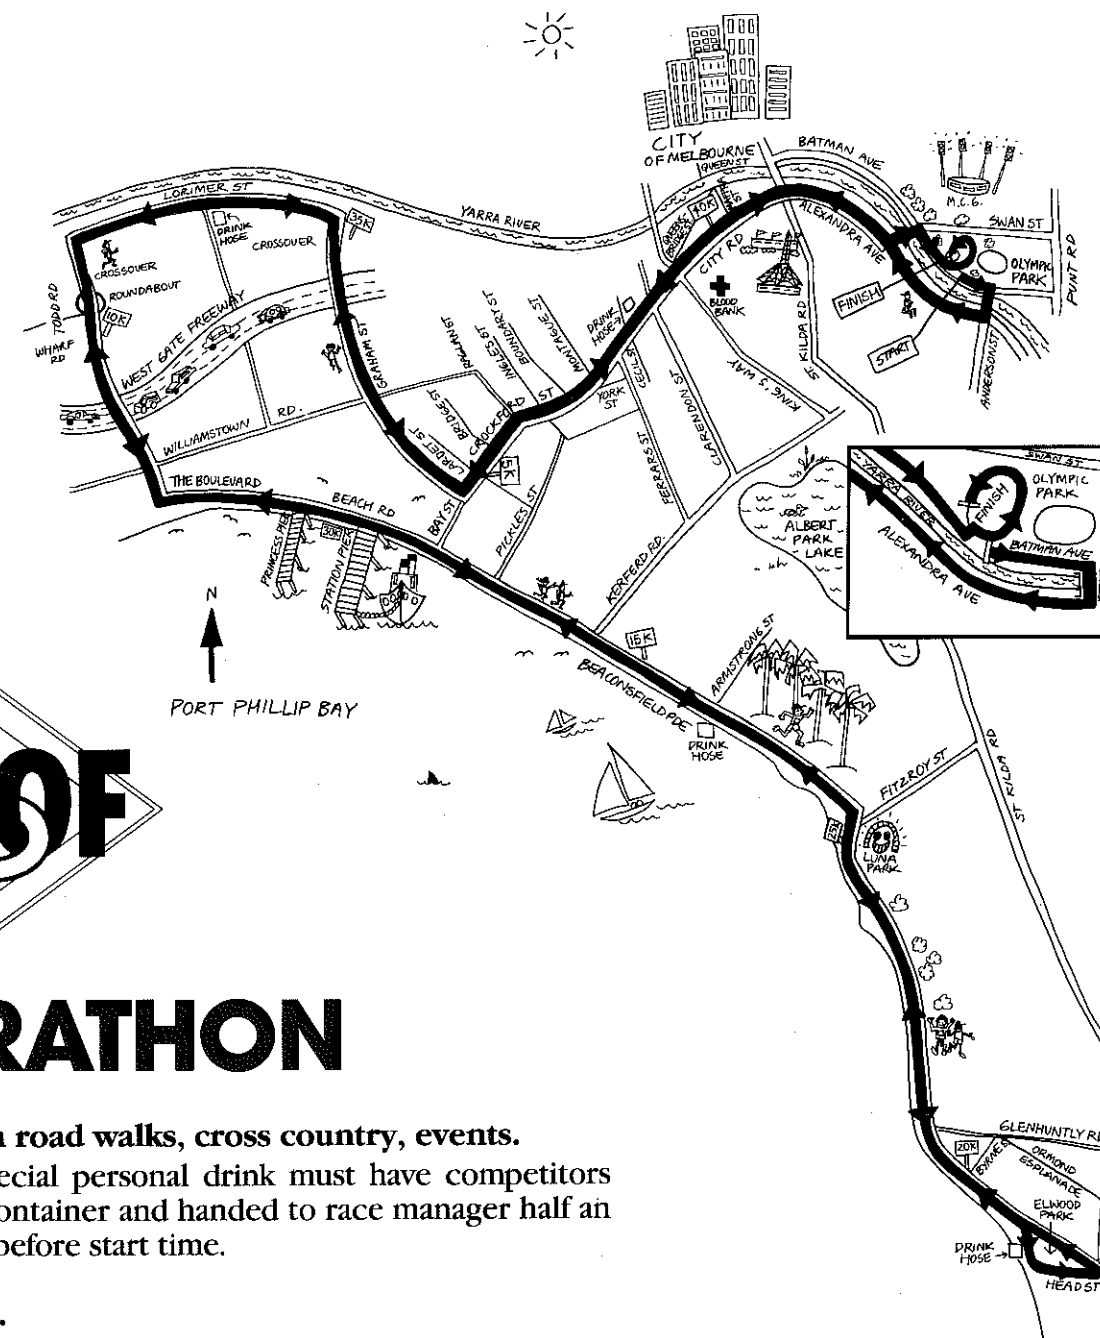 CITY
OF MELBOURNE
QUEEN ST
BATMAN AVE
M.C.G.
SWAN ST
OLYMPIC
PARK
PUNT RD
LORIMER ST
35K
YARRA RIVER
40K
ALEXANDRA AVE
DRINK
HOSE
CROSSOVER
CITY RD
CROSSOVER
ROUNDABOUT
TODD RD
10K
WHARF
RD
WEST GATE FREEWAY
GRAHAM ST
RAGLAN ST
INGLES ST
BOUNDARY ST
MONTAGUE ST
DRINK
HOSE
BLOOD
BANK
FINISH
START
ST KILDA RD
ANDERSON ST
KING'S WAY
CECIL ST
CLARENDON ST
YORK
ST
FERRARS ST
WILLIAMSTOWN RD.
BRIDGE ST
CROCKFORD ST
5K
THE BOULEVARD
BEACH RD
BAY ST
PICKLES ST
PRINCESS PIER
30K
STATION PIER
KERFERD RD.
ALBERT
PARK
LAKE
SWAN ST
OLYMPIC
PARK
YARRA RIVER
FINISH
BATMAN AVE
ALEXANDRA AVE
N
PORT PHILLIP BAY
15K
ARMSTRONG ST
BEACONSFIELD PDE
DRINK
HOSE
FITZROY ST
ST KILDA RD
25K
LUNA
PARK
OF
RATHON
road walks, cross country, events.
ecial personal drink must have competitors
ontainer and handed to race manager half an
before start time.
GLENHUNTLY RD
20K
BYRNES
ORMOND
ESPLANADE
ELWOOD
PARK
DRINK
HOSE
HEAD ST